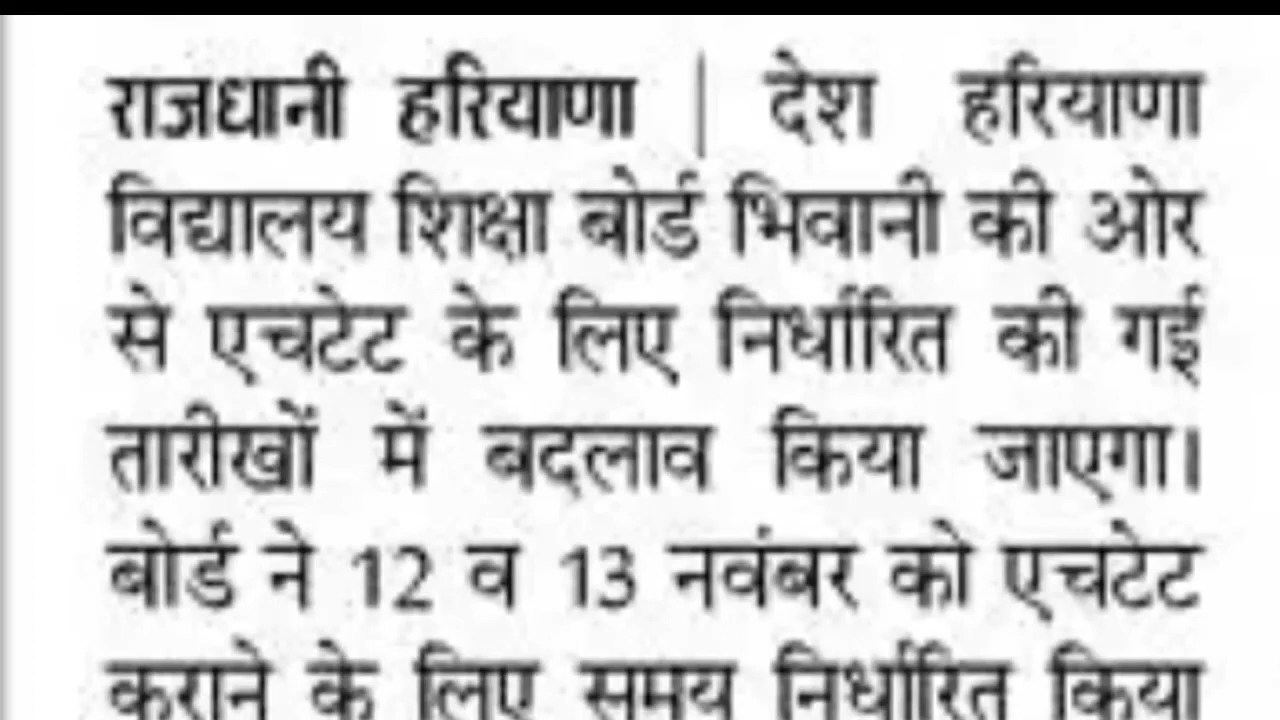 राजधानी हरियाणा | देश हरियाणा
विद्यालय शिक्षा बोर्ड भिवानी की ओर
से एचटेट के लिए निर्धारित की गई
तारीखों में बदलाव किया जाएगा।
बोर्ड ने 12 व 13 नवंबर को एचटेट
कराने के लिए समय निर्धारित किया